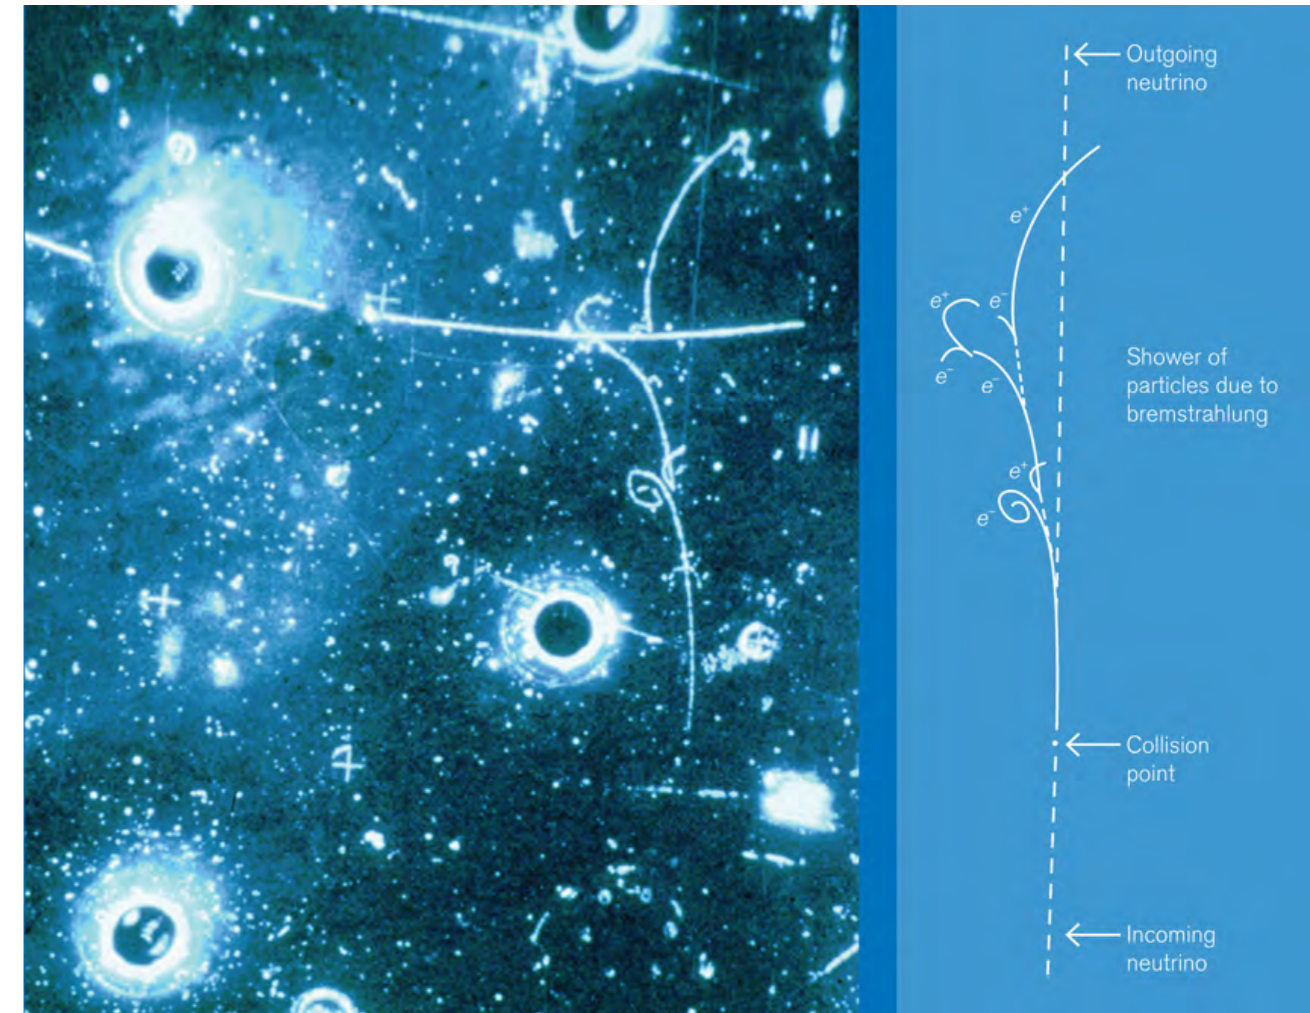 Outgoing
neutrino
e⁺
e⁺ e⁻
e⁻ e⁻
Shower of
particles due to
bremstrahlung
e⁺
e⁻
Collision
point
Incoming
neutrino